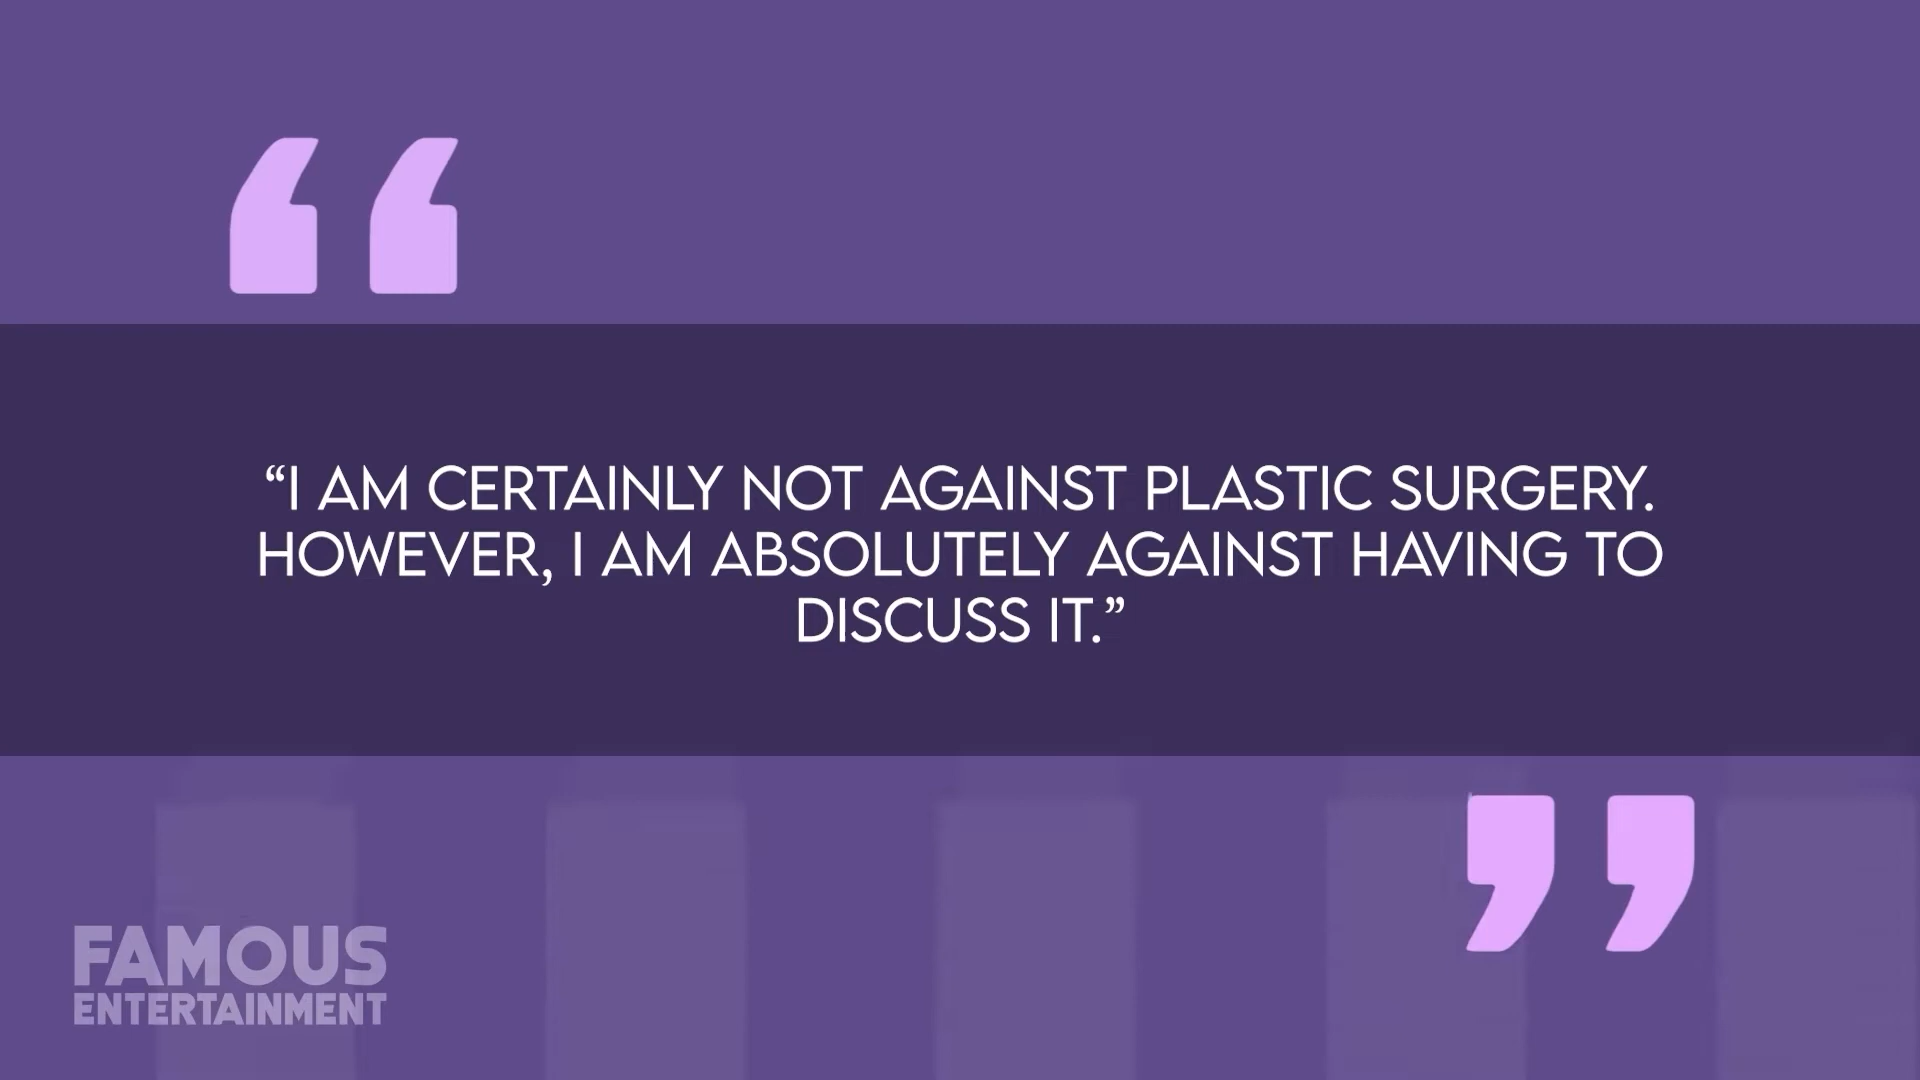 “I AM CERTAINLY NOT AGAINST PLASTIC SURGERY.
HOWEVER, I AM ABSOLUTELY AGAINST HAVING TO
DISCUSS IT.”
FAMOUS
ENTERTAINMENT